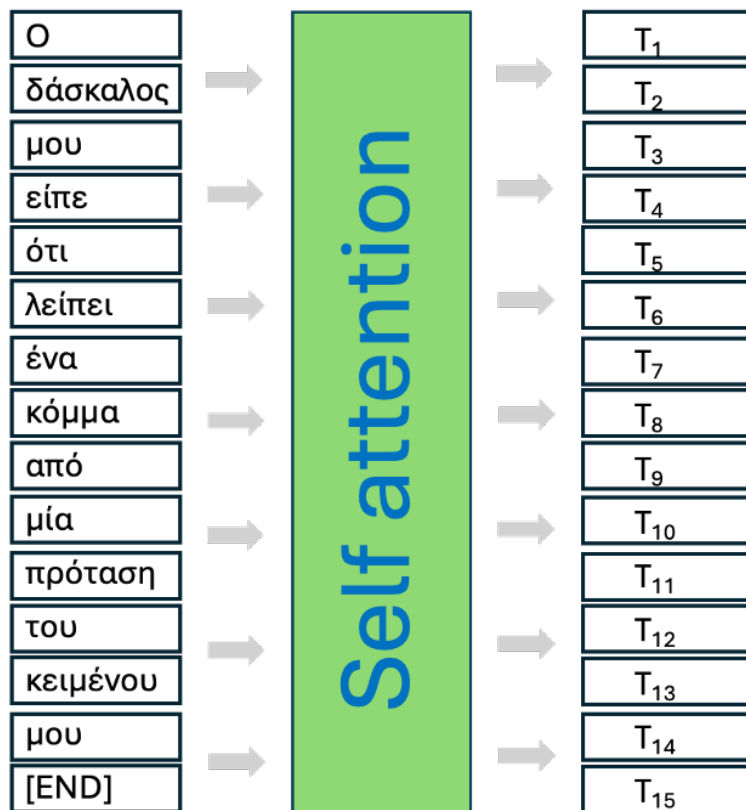 Ο
δάσκαλος
μου
είπε
ότι
λείπει
ένα
κόμμα
από
μία
πρόταση
του
κειμένου
μου
[END]
Self attention
T₁
T₂
T₃
T₄
T₅
T₆
T₇
T₈
T₉
T₁₀
T₁₁
T₁₂
T₁₃
T₁₄
T₁₅